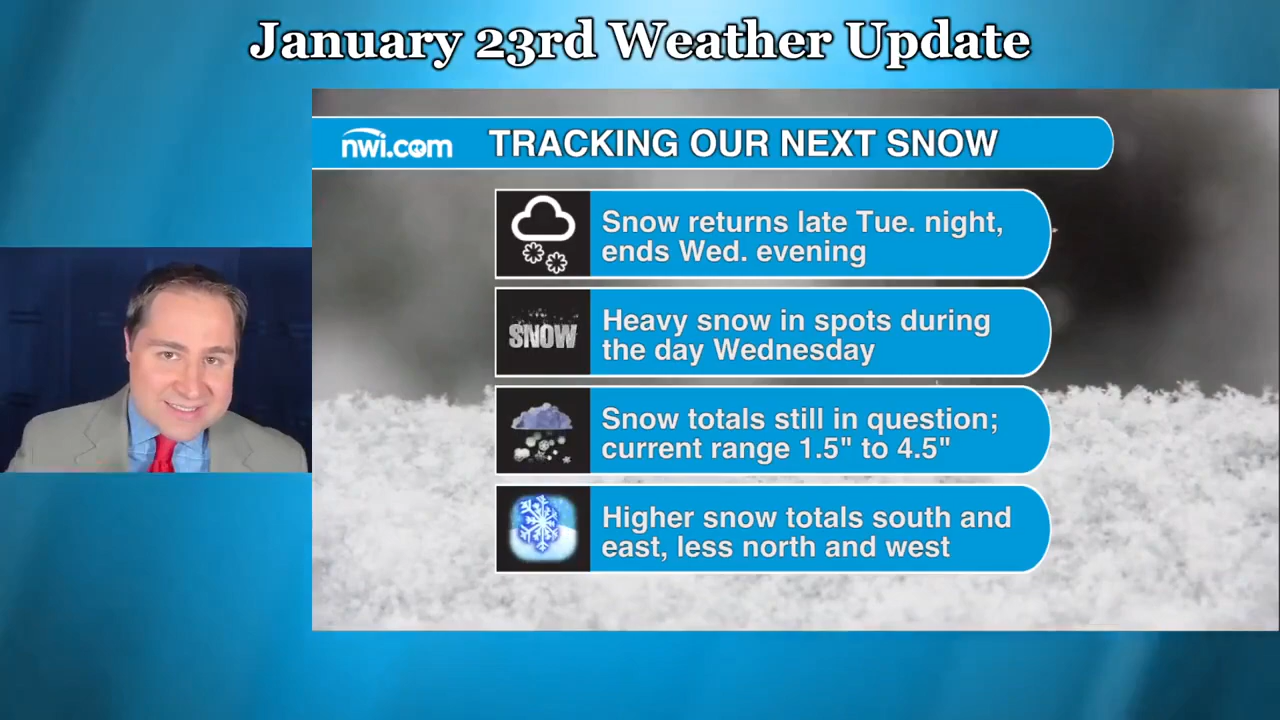 January 23rd Weather Update
nwi.com TRACKING OUR NEXT SNOW
Snow returns late Tue. night,
ends Wed. evening
SNOW
Heavy snow in spots during
the day Wednesday
Snow totals still in question;
current range 1.5" to 4.5"
Higher snow totals south and
east, less north and west